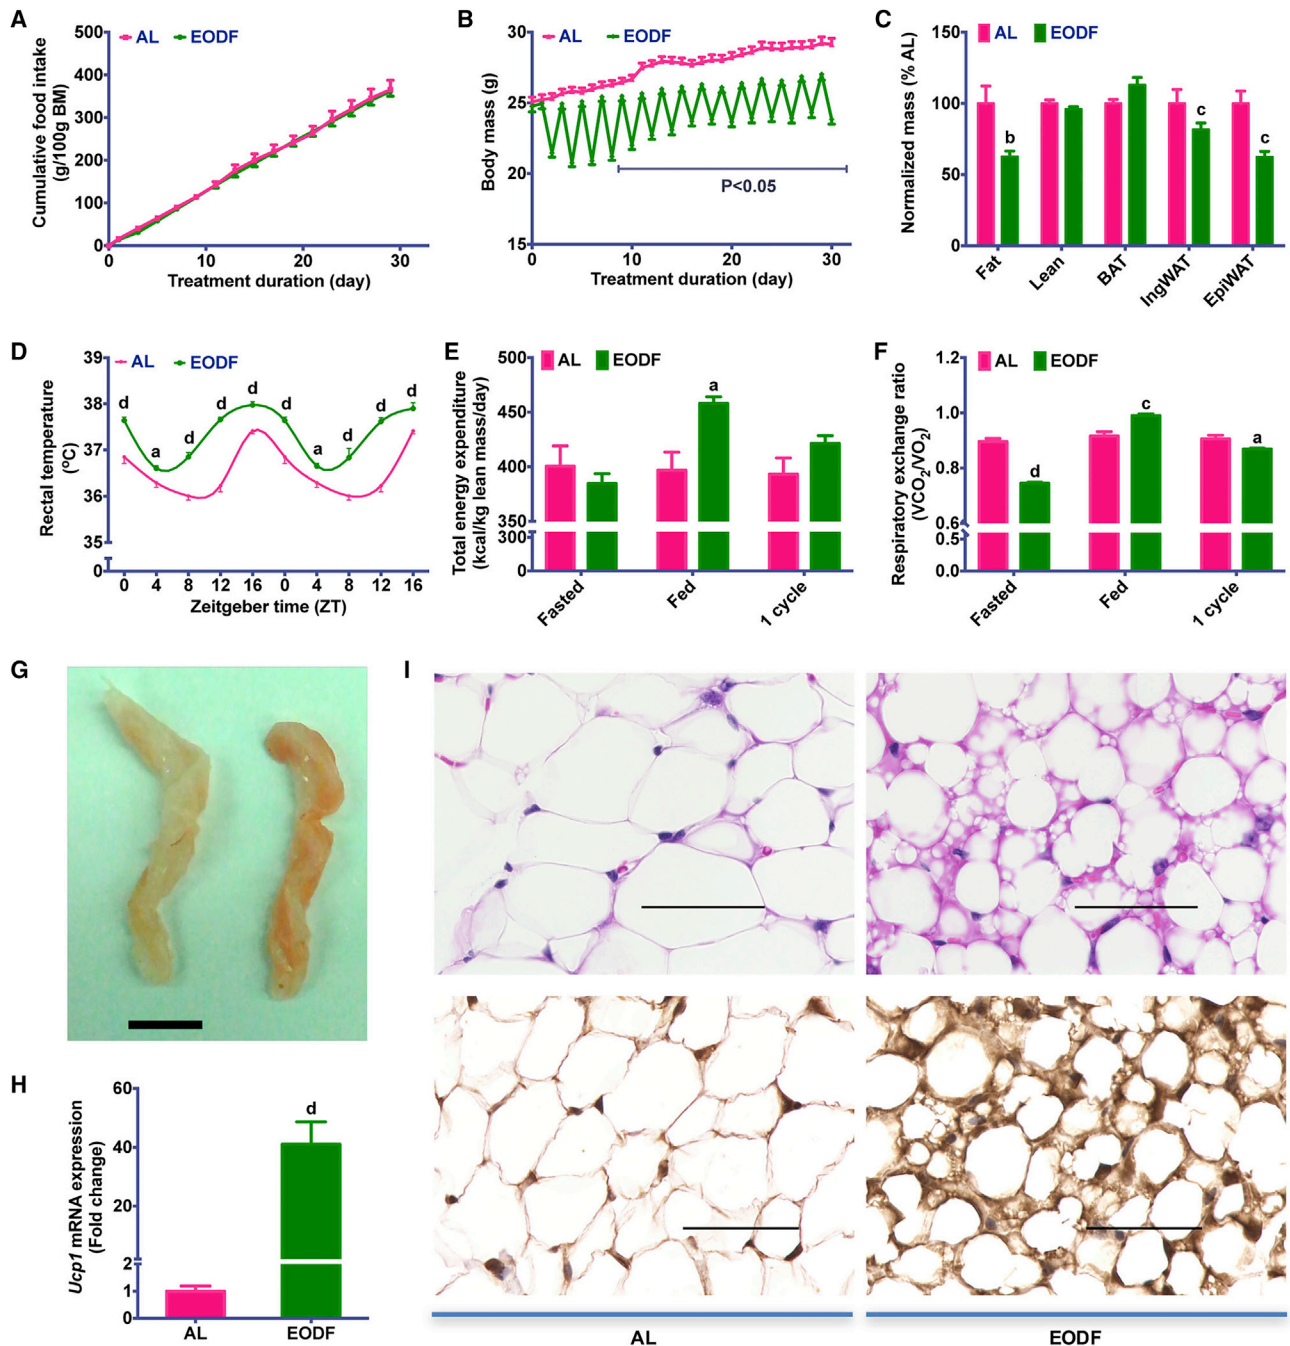 A
500
400
300
200
100
0
AL
EODF
Cumulative food intake
(g/100g BM)
0
10
20
30
Treatment duration (day)
B
30
25
20
15
AL
EODF
Body mass (g)
P<0.05
0
10
20
30
Treatment duration (day)
C
150
100
50
0
AL
EODF
Normalized mass (% AL)
b
c
c
Fat
Lean
BAT
IngWAT
EpiWAT
D
39
38
37
36
35
0
AL
EODF
Rectal temperature
(ºC)
d
a
d
d
d
d
a
d
d
d
0 4 8 12 16 0 4 8 12 16
Zeitgeber time (ZT)
E
500
450
400
350
300
0
AL
EODF
Total energy expenditure
(kcal/kg lean mass/day)
a
Fasted
Fed
1 cycle
F
1.2
1.0
0.8
0.6
0.5
0.0
AL
EODF
Respiratory exchange ratio
(VCO2/VO2)
d
c
a
Fasted
Fed
1 cycle
G
H
60
40
20
2
1
0
Ucp1 mRNA expression
(Fold change)
d
AL
EODF
I
AL
EODF